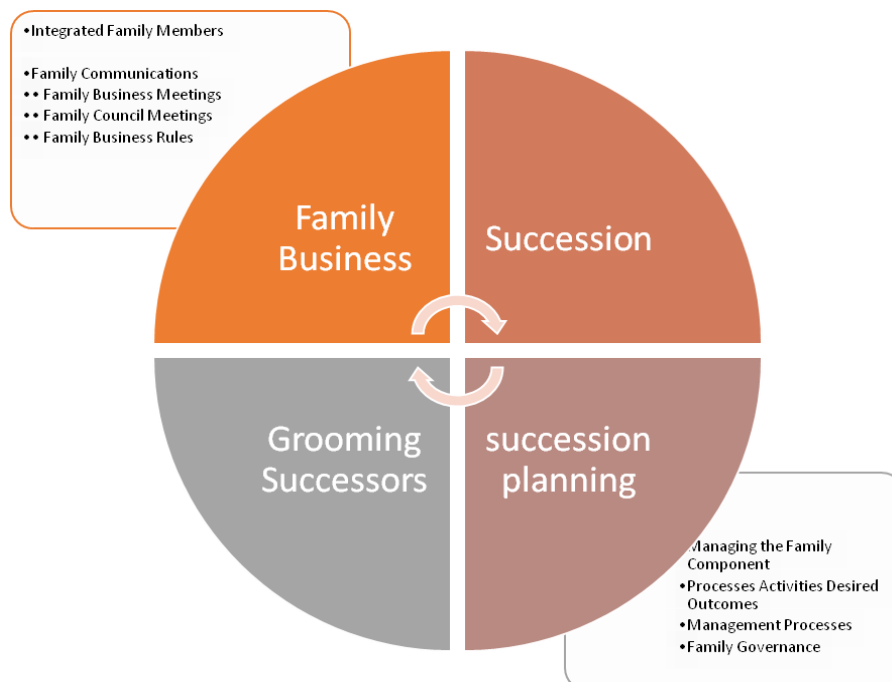 •Integrated Family Members
•Family Communications
•• Family Business Meetings
•• Family Council Meetings
•• Family Business Rules
Family
Business
Succession
Grooming
Successors
succession
planning
•Managing the Family
Component
•Processes Activities Desired
Outcomes
•Management Processes
•Family Governance